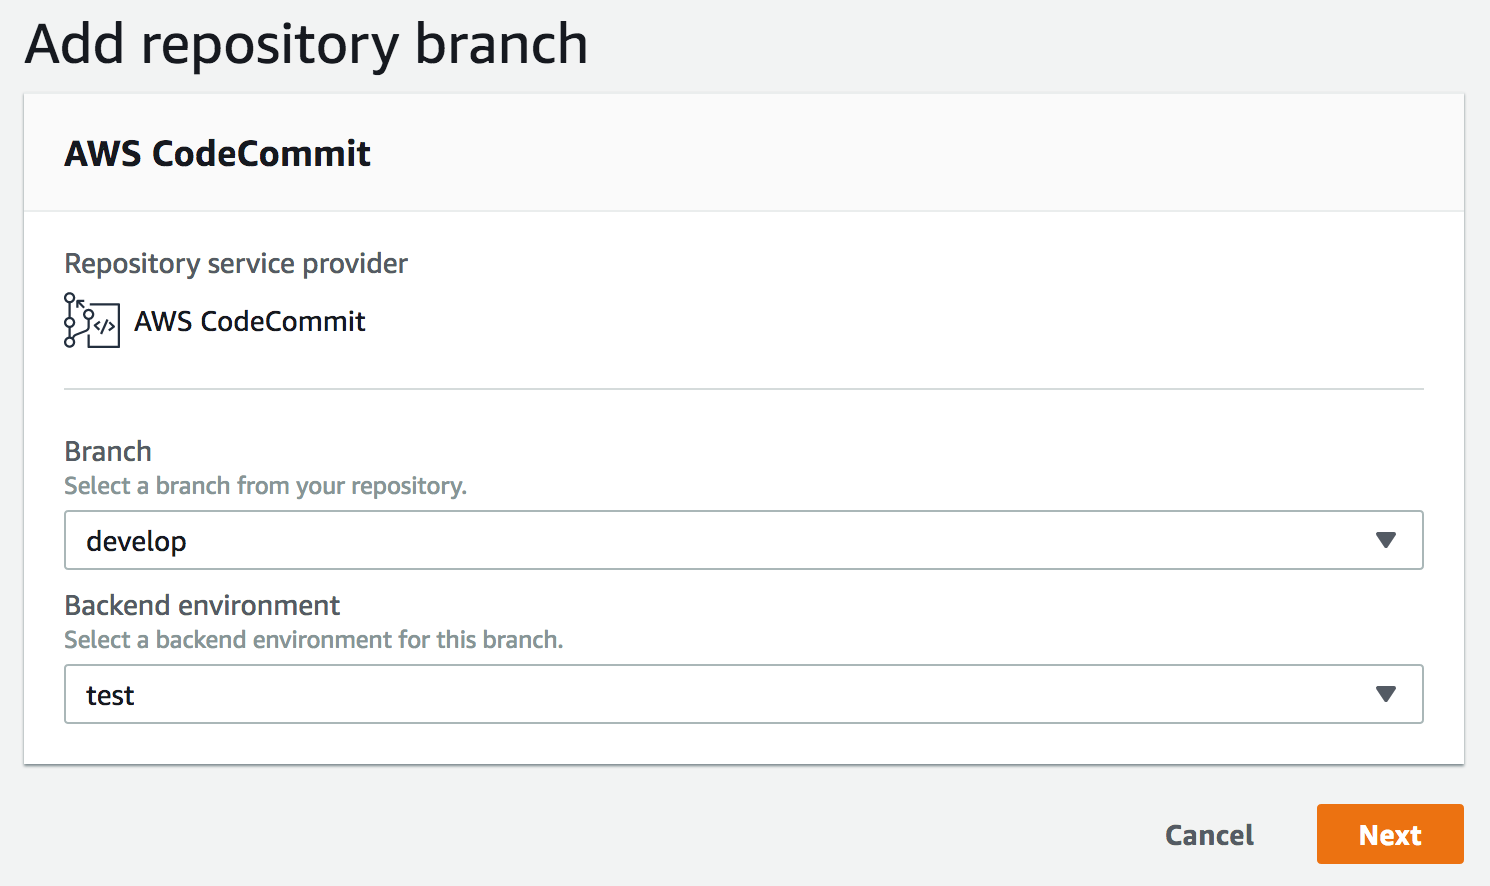 Add repository branch
AWS CodeCommit
Repository service provider
AWS CodeCommit
Branch
Select a branch from your repository.
develop
Backend environment
Select a backend environment for this branch.
test
Cancel
Next